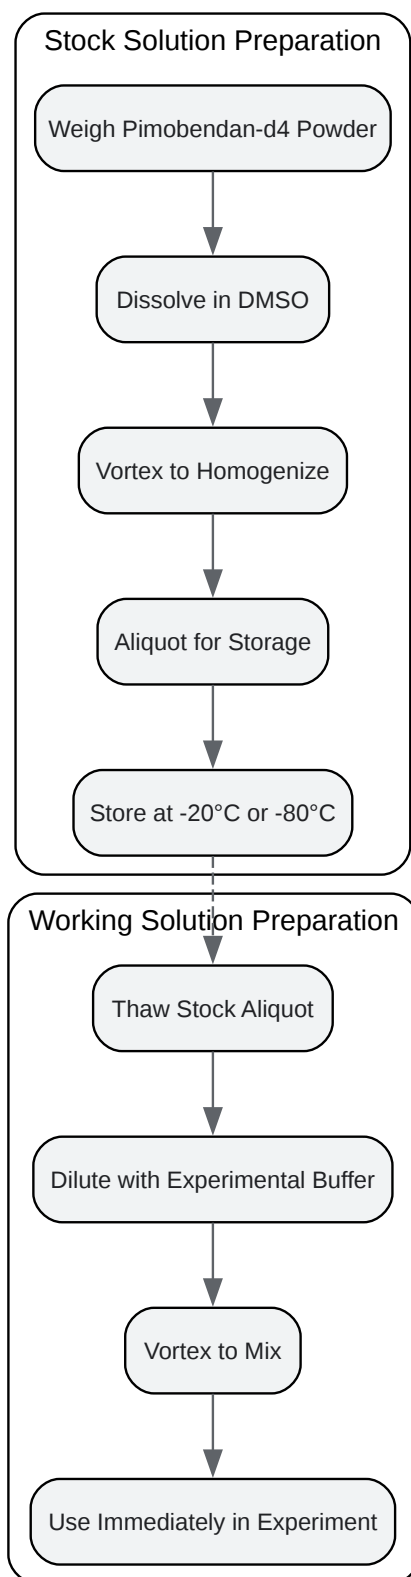 Stock Solution Preparation
Weigh Pimobendan-d4 Powder
Dissolve in DMSO
Vortex to Homogenize
Aliquot for Storage
Store at -20°C or -80°C
Working Solution Preparation
Thaw Stock Aliquot
Dilute with Experimental Buffer
Vortex to Mix
Use Immediately in Experiment